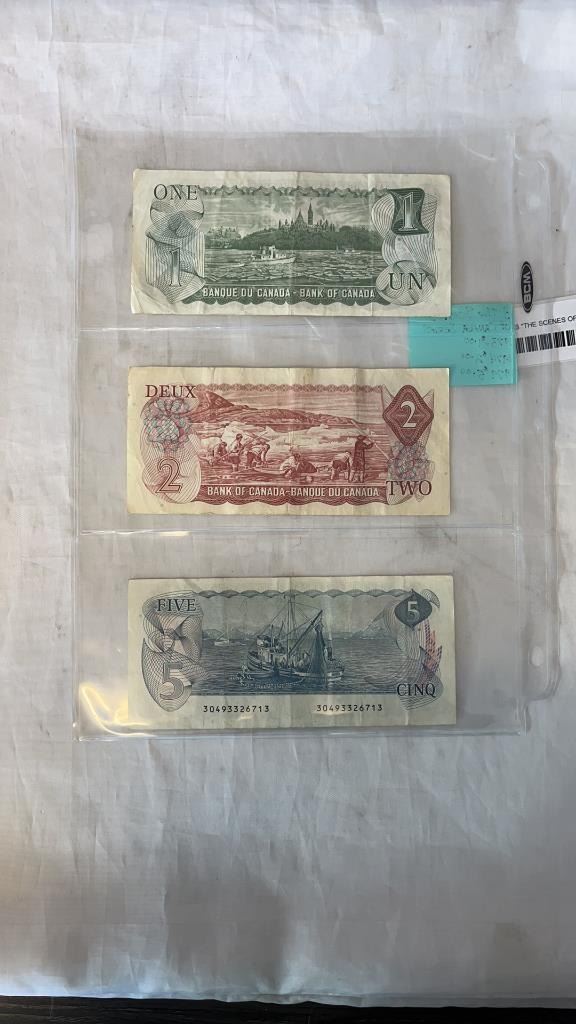 ONE
1
1
UN
BANQUE DU CANADA - BANK OF CANADA
BCM
"THE SCENES OF
DEUX
2
2
BANK OF CANADA-BANQUE DU CANADA
TWO
FIVE
5
5
CINQ
30493326713 30493326713